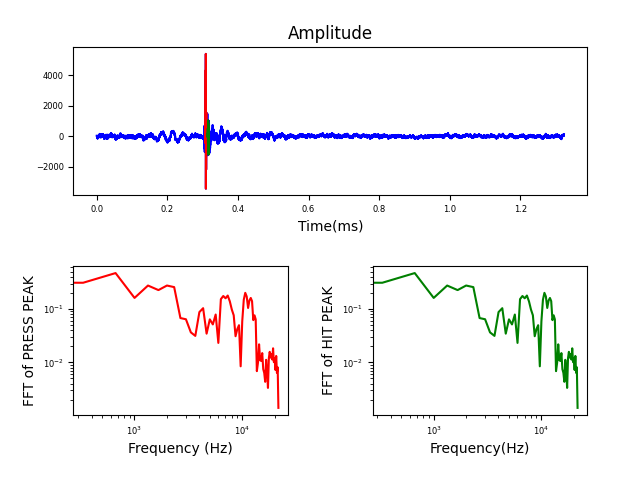 Amplitude
4000
2000
0
−2000
0.0 0.2 0.4 0.6 0.8 1.0 1.2
Time(ms)
FFT of PRESS PEAK
10⁻¹
10⁻²
10³ 10⁴
Frequency (Hz)
FFT of HIT PEAK
10⁻¹
10⁻²
10³ 10⁴
Frequency(Hz)